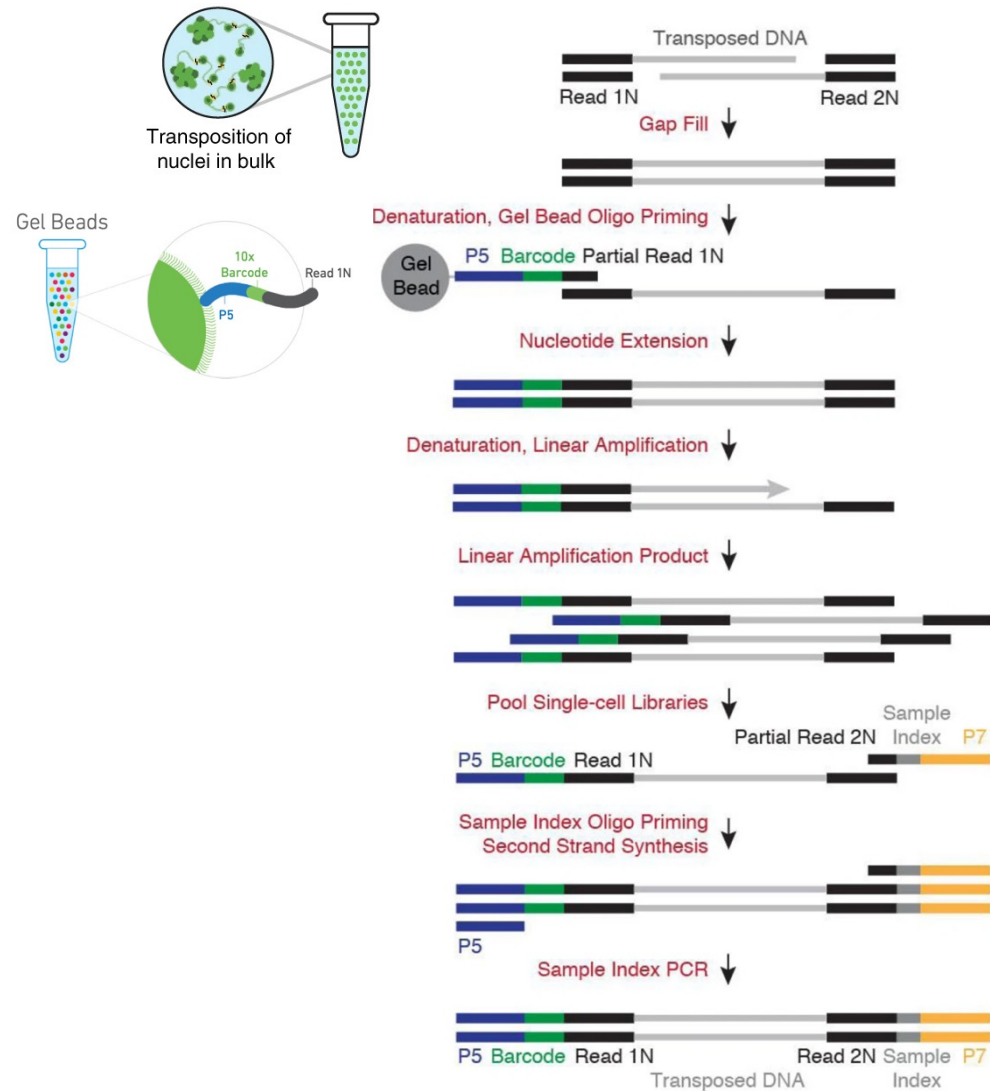 Transposition of
nuclei in bulk
Gel Beads
10x
Barcode
Read 1N
P5
Transposed DNA
Read 1N
Read 2N
Gap Fill
Denaturation, Gel Bead Oligo Priming
Gel
Bead
P5 Barcode Partial Read 1N
Nucleotide Extension
Denaturation, Linear Amplification
Linear Amplification Product
Pool Single-cell Libraries
Partial Read 2N
Sample
Index
P7
P5 Barcode Read 1N
Sample Index Oligo Priming
Second Strand Synthesis
P5
Sample Index PCR
P5 Barcode Read 1N
Transposed DNA
Read 2N
Sample
Index
P7